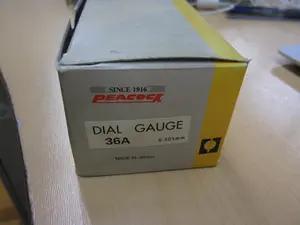 SINCE 1916
PEACOCK
DIAL GAUGE
36A
MADE IN JAPAN